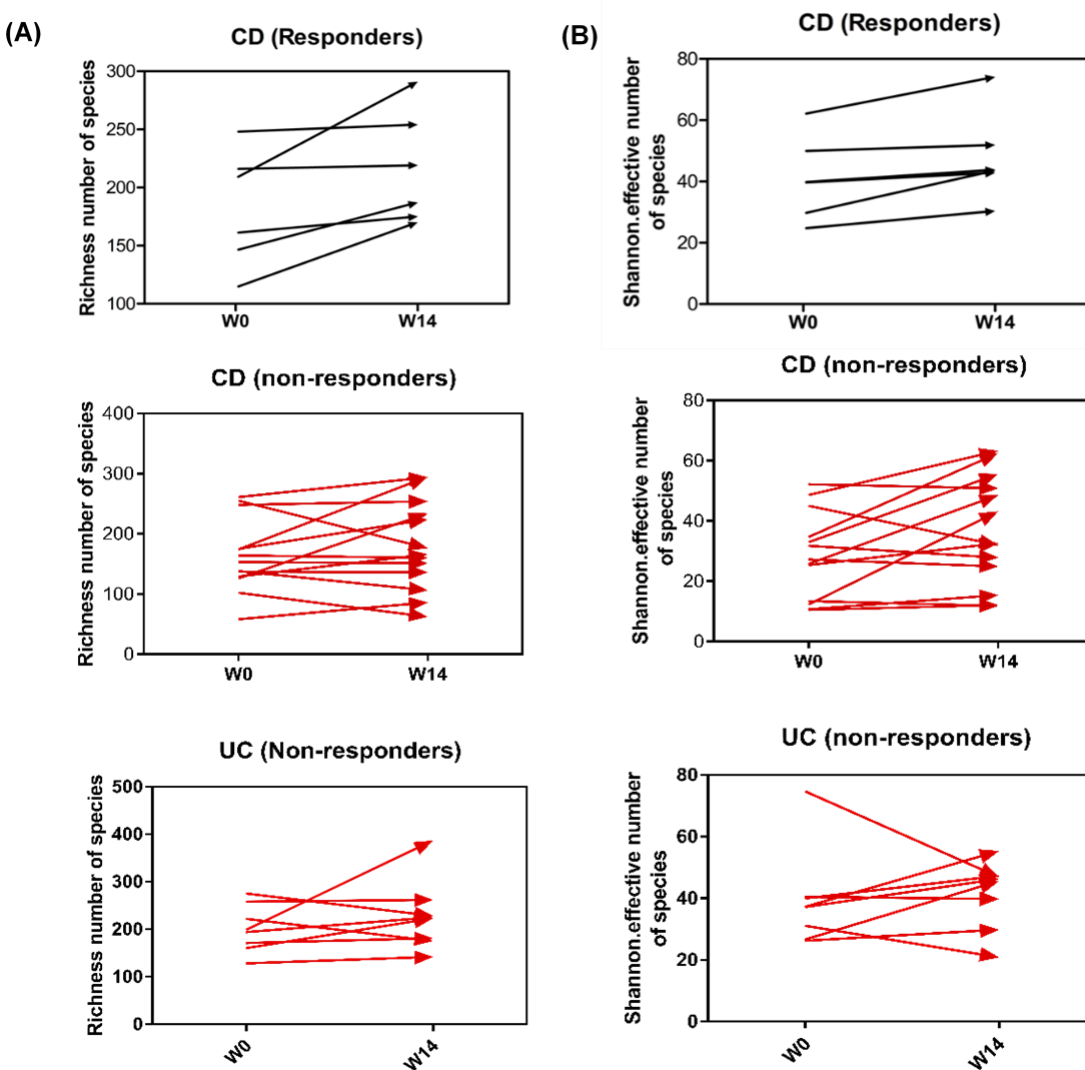 (A)
CD (Responders)
Richness number of species
300
250
200
150
100
W0
W14
(B)
CD (Responders)
Shannon.effective number
of species
80
60
40
20
0
W0
W14
CD (non-responders)
Richness number of species
400
300
200
100
0
W0
W14
CD (non-responders)
Shannon.effective number
of species
80
60
40
20
0
W0
W14
UC (Non-responders)
Richness number of species
500
400
300
200
100
0
W0
W14
UC (non-responders)
Shannon.effective number
of species
80
60
40
20
0
W0
W14